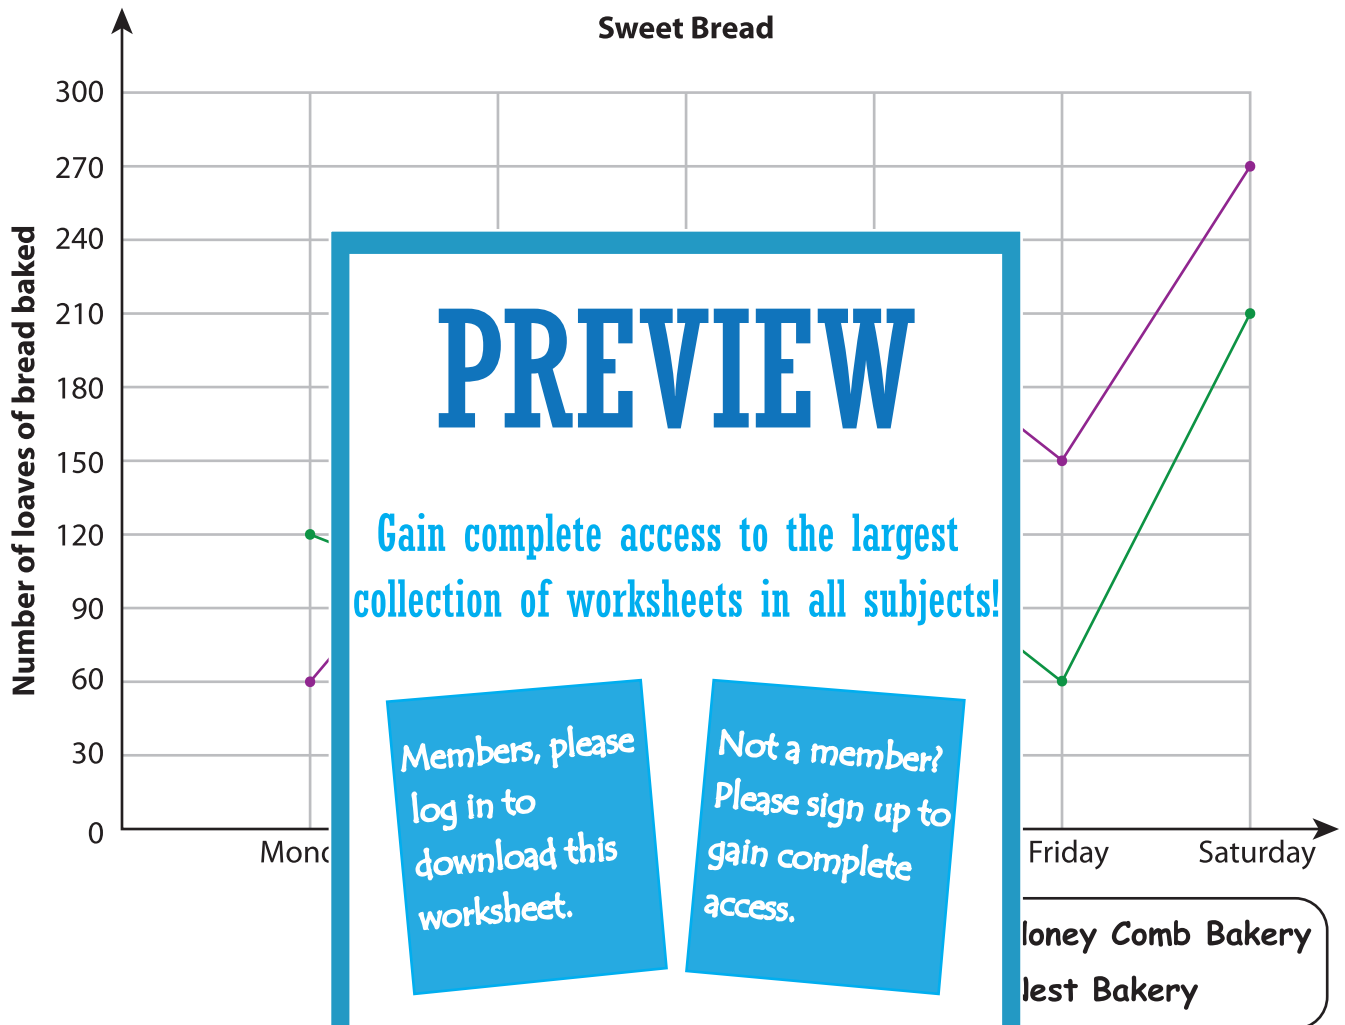 Sweet Bread
Number of loaves of bread baked
300
270
240
210
180
150
120
90
60
30
0
Friday
Saturday
PREVIEW
Gain complete access to the largest
collection of worksheets in all subjects!
Members, please
log in to
download this
worksheet.
Not a member?
Please sign up to
gain complete
access.
Comb Bakery
Bakery